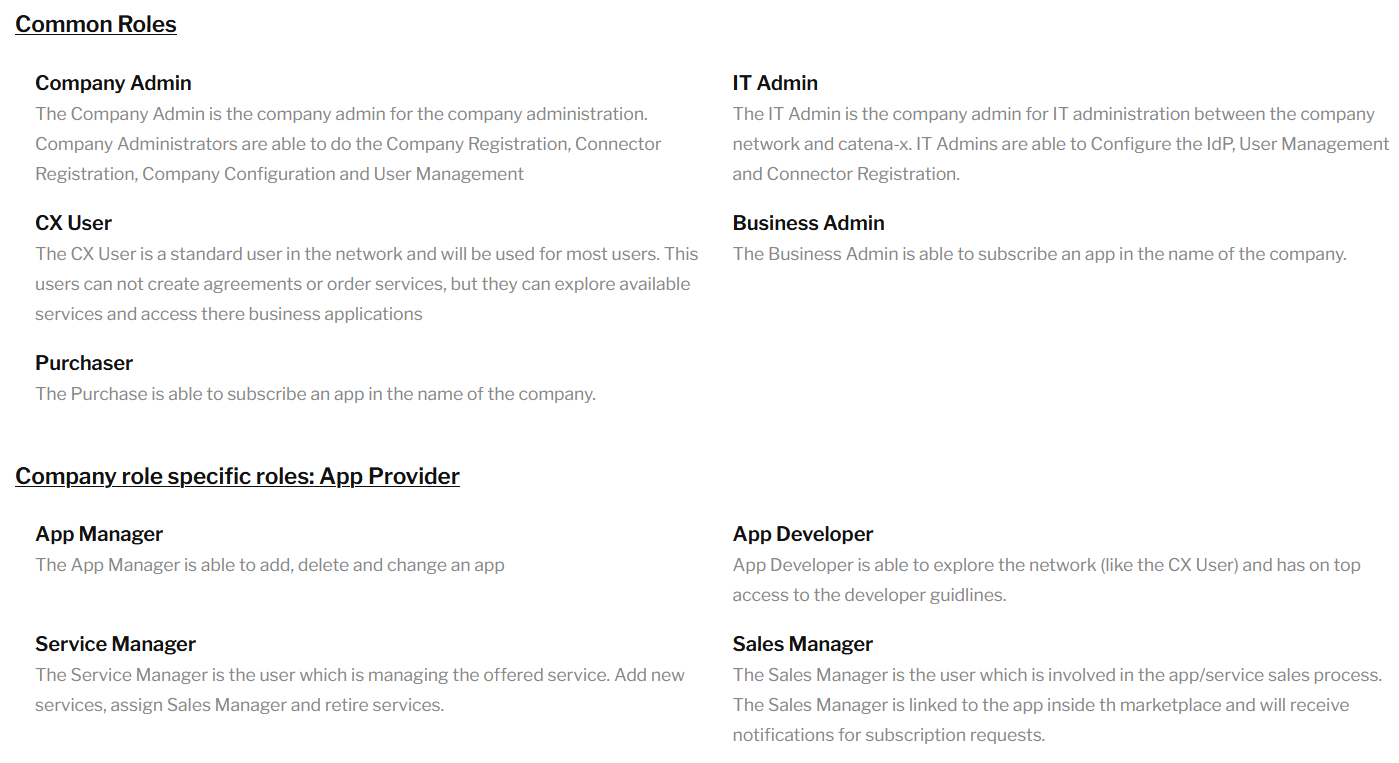 Common Roles
Company Admin
The Company Admin is the company admin for the company administration.
Company Administrators are able to do the Company Registration, Connector
Registration, Company Configuration and User Management
IT Admin
The IT Admin is the company admin for IT administration between the company
network and catena-x. IT Admins are able to Configure the IdP, User Management
and Connector Registration.
CX User
The CX User is a standard user in the network and will be used for most users. This
users can not create agreements or order services, but they can explore available
services and access there business applications
Business Admin
The Business Admin is able to subscribe an app in the name of the company.
Purchaser
The Purchase is able to subscribe an app in the name of the company.
Company role specific roles: App Provider
App Manager
The App Manager is able to add, delete and change an app
App Developer
App Developer is able to explore the network (like the CX User) and has on top
access to the developer guidlines.
Service Manager
The Service Manager is the user which is managing the offered service. Add new
services, assign Sales Manager and retire services.
Sales Manager
The Sales Manager is the user which is involved in the app/service sales process.
The Sales Manager is linked to the app inside th marketplace and will receive
notifications for subscription requests.